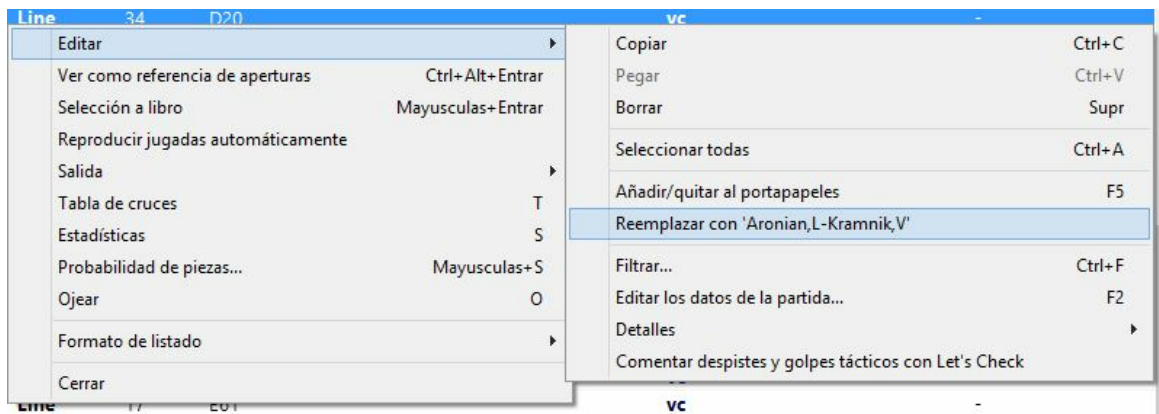 Line 34 D20 vc -
Editar
Ver como referencia de aperturas Ctrl+Alt+Entrar
Selección a libro Mayusculas+Entrar
Reproducir jugadas automáticamente
Salida
Tabla de cruces T
Estadísticas S
Probabilidad de piezas... Mayusculas+S
Ojear O
Formato de listado
Cerrar
Copiar Ctrl+C
Pegar Ctrl+V
Borrar Supr
Seleccionar todas Ctrl+A
Añadir/quitar al portapapeles F5
Reemplazar con 'Aronian,L-Kramnik,V'
Filtrar... Ctrl+F
Editar los datos de la partida... F2
Detalles
Comentar despistes y golpes tácticos con Let's Check
Line 17 E61 vc -